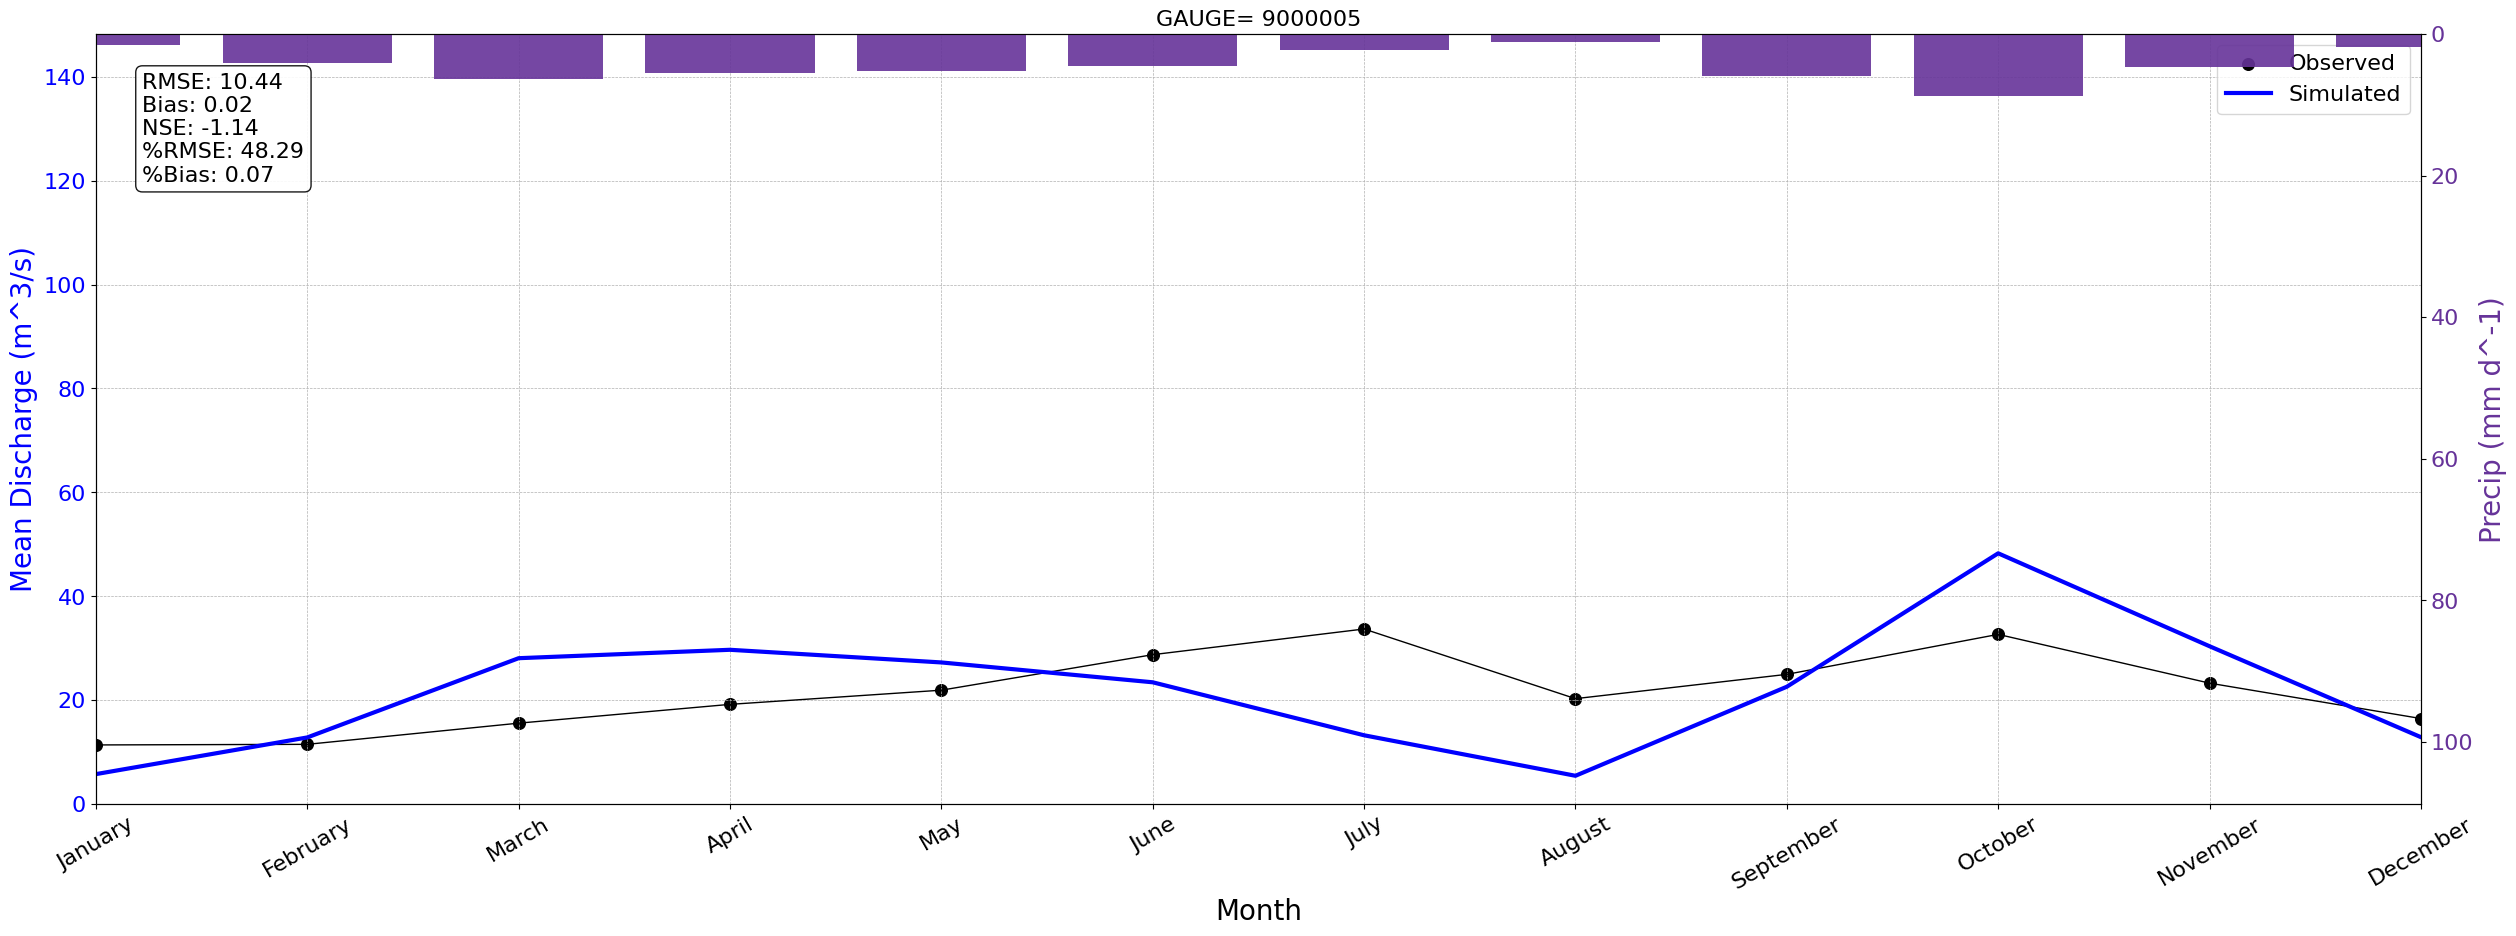 GAUGE= 9000005
RMSE: 10.44
Bias: 0.02
NSE: -1.14
%RMSE: 48.29
%Bias: 0.07
Observed
Simulated
Mean Discharge (m^3/s)
140
120
100
80
60
40
20
0
0
20
40
60
80
100
Precip (mm d^-1)
January
February
March
April
May
June
July
August
September
October
November
December
Month